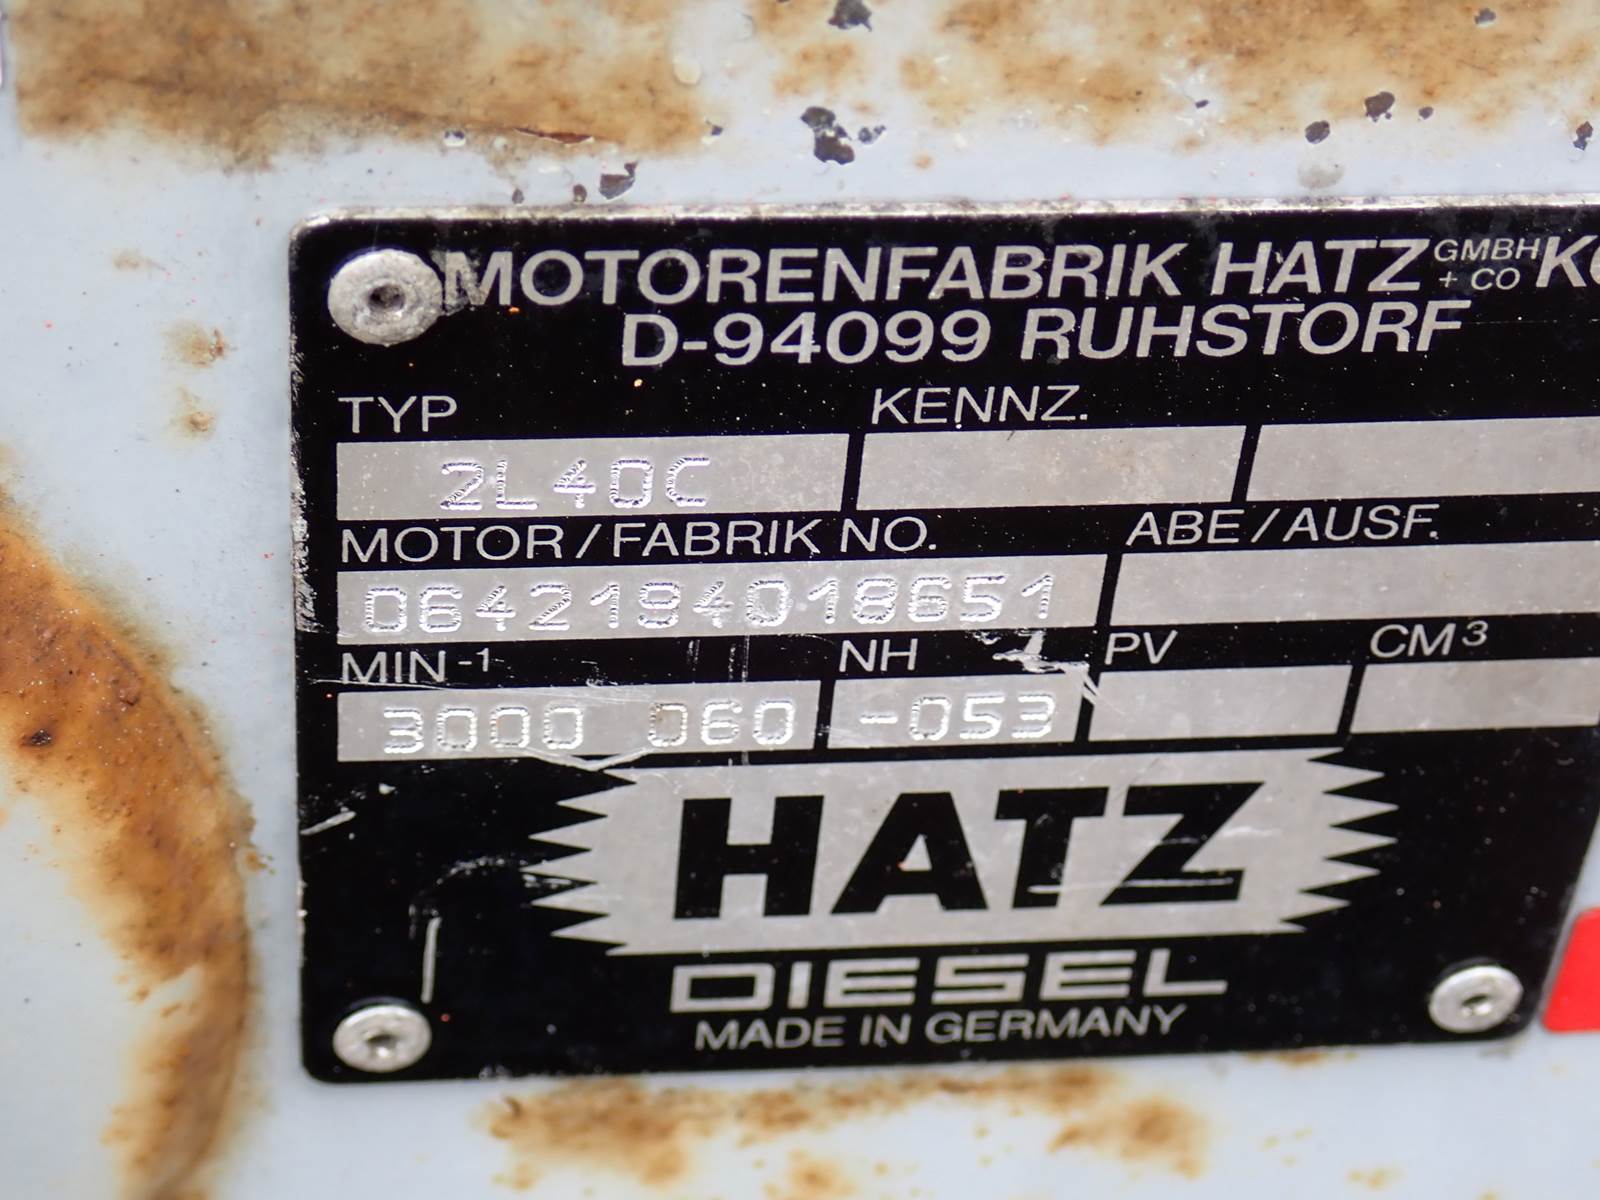 MOTORENFABRIK HATZ GMBH + CO
D-94099 RUHSTORF
TYP KENNZ.
2L40C
MOTOR/FABRIK NO. ABE/AUSF.
0642194018651
MIN-1 NH PV CM3
3000 060 -053
HATZ
DIESEL
MADE IN GERMANY